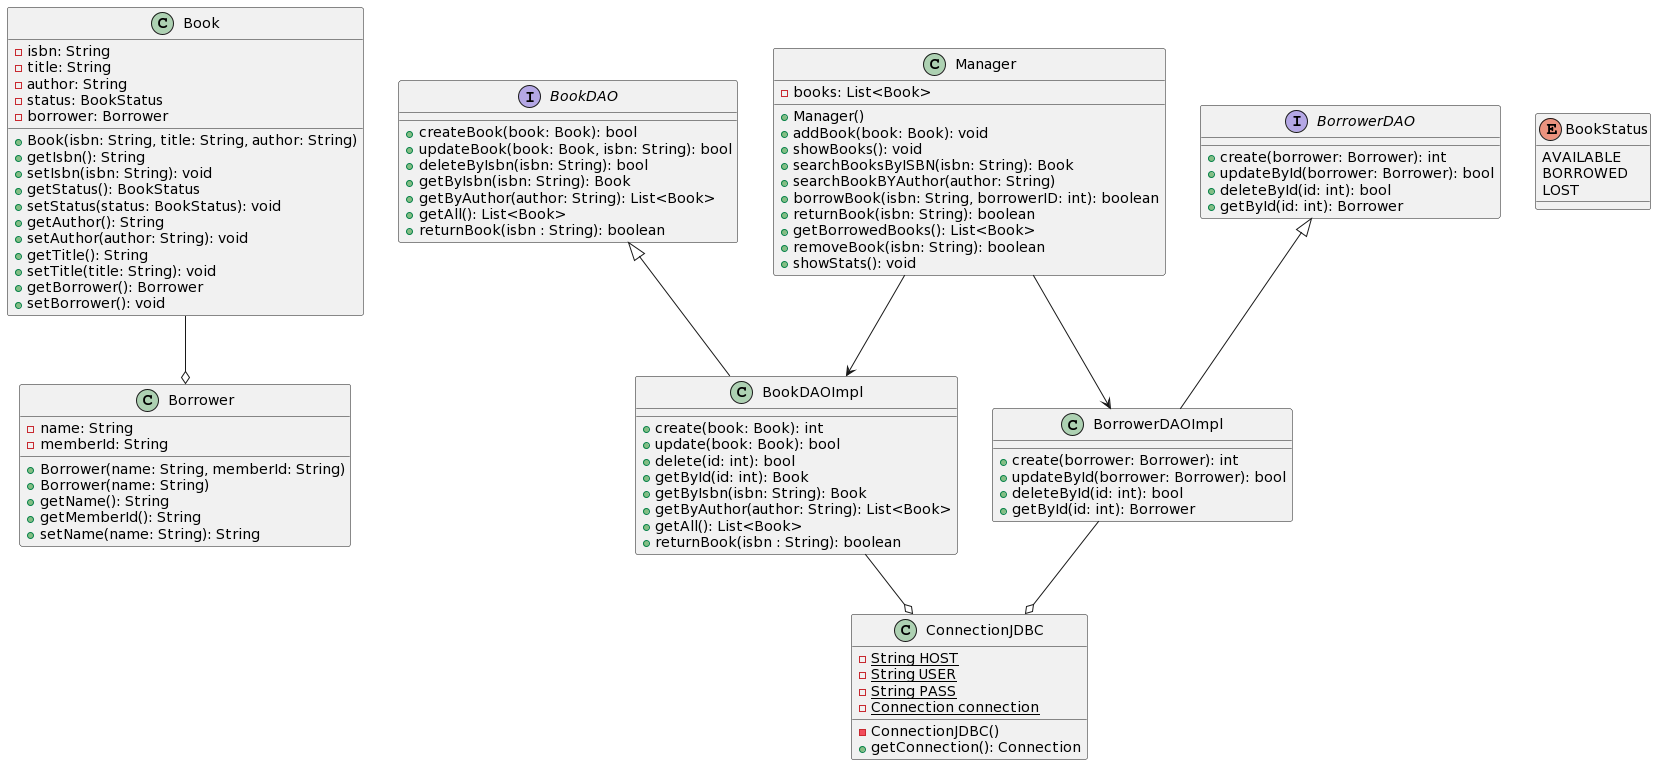 C Book
isbn: String
title: String
author: String
status: BookStatus
borrower: Borrower
Book(isbn: String, title: String, author: String)
getIsbn(): String
setIsbn(isbn: String): void
getStatus(): BookStatus
setStatus(status: BookStatus): void
getAuthor(): String
setAuthor(author: String): void
getTitle(): String
setTitle(title: String): void
getBorrower(): Borrower
setBorrower(): void
I BookDAO
createBook(book: Book): bool
updateBook(book: Book, isbn: String): bool
deleteByIsbn(isbn: String): bool
getByIsbn(isbn: String): Book
getByAuthor(author: String): List<Book>
getAll(): List<Book>
returnBook(isbn : String): boolean
C Manager
books: List<Book>
Manager()
addBook(book: Book): void
showBooks(): void
searchBooksByISBN(isbn: String): Book
searchBookBYAuthor(author: String)
borrowBook(isbn: String, borrowerID: int): boolean
returnBook(isbn: String): boolean
getBorrowedBooks(): List<Book>
removeBook(isbn: String): boolean
showStats(): void
I BorrowerDAO
create(borrower: Borrower): int
updateById(borrower: Borrower): bool
deleteById(id: int): bool
getById(id: int): Borrower
E BookStatus
AVAILABLE
BORROWED
LOST
C Borrower
name: String
memberId: String
Borrower(name: String, memberId: String)
Borrower(name: String)
getName(): String
getMemberId(): String
setName(name: String): String
C BookDAOImpl
create(book: Book): int
update(book: Book): bool
delete(id: int): bool
getById(id: int): Book
getByIsbn(isbn: String): Book
getByAuthor(author: String): List<Book>
getAll(): List<Book>
returnBook(isbn : String): boolean
C BorrowerDAOImpl
create(borrower: Borrower): int
updateById(borrower: Borrower): bool
deleteById(id: int): bool
getById(id: int): Borrower
C ConnectionJDBC
String HOST
String USER
String PASS
Connection connection
ConnectionJDBC()
getConnection(): Connection